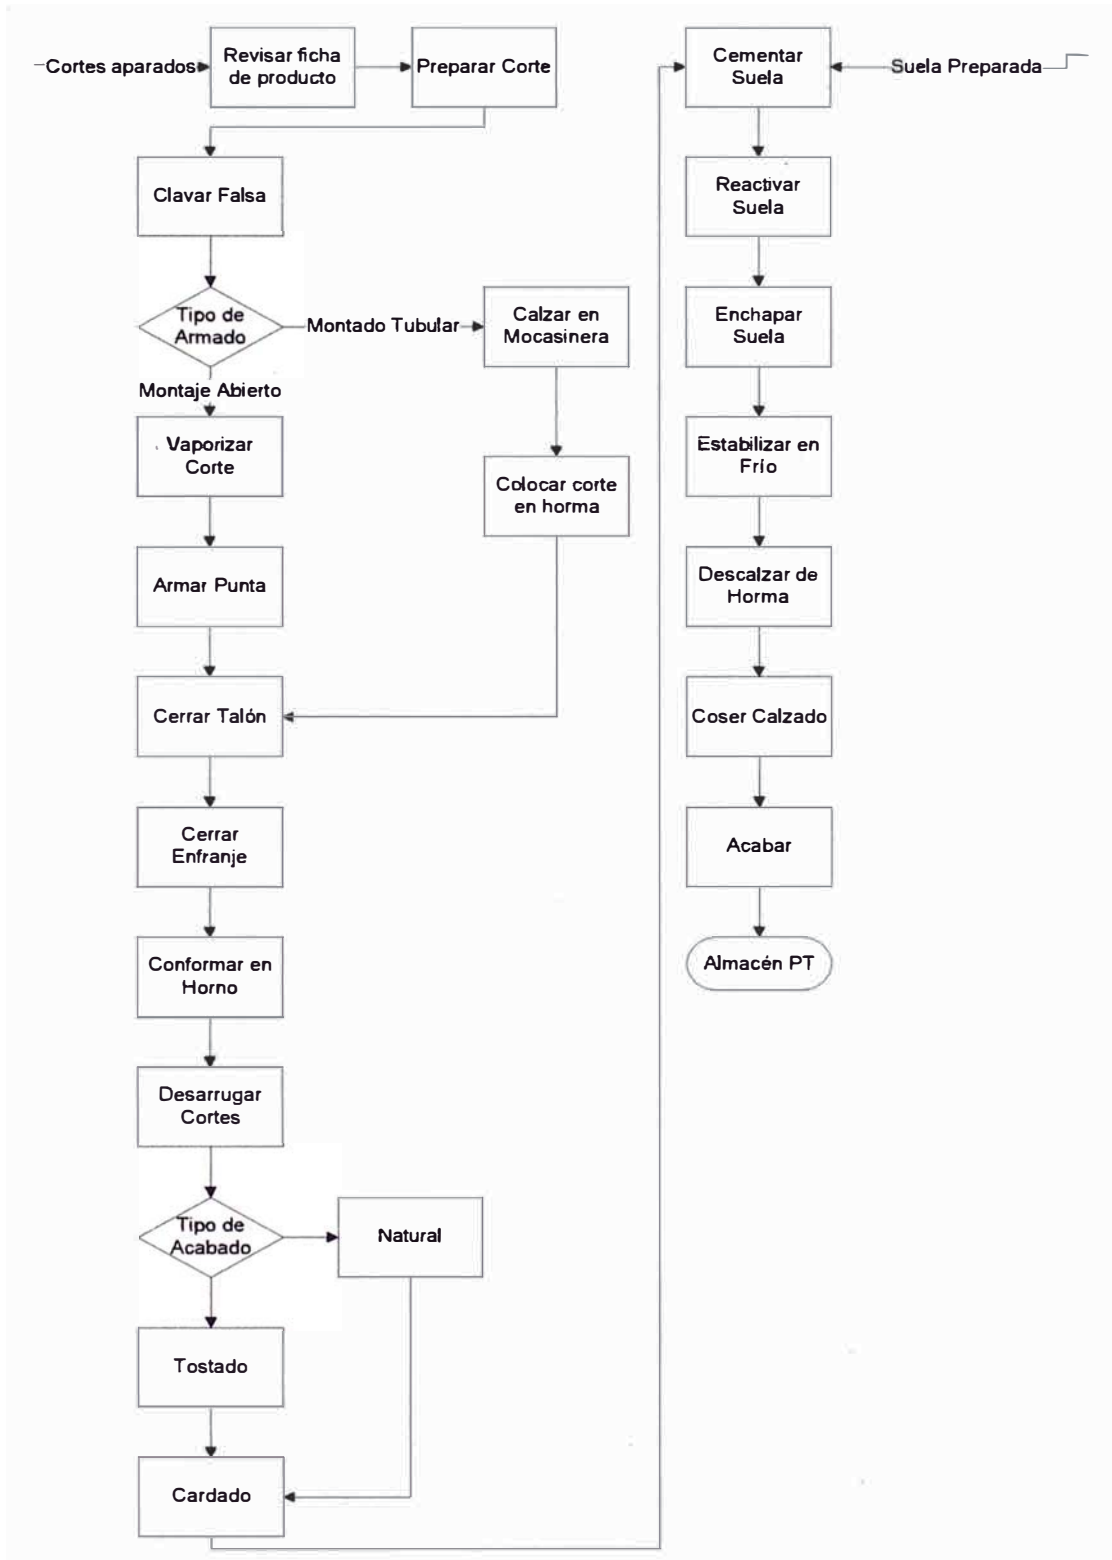 Cortes aparados
Revisar ficha
de producto
Preparar Corte
Clavar Falsa
Tipo de
Armado
Montado Tubular
Calzar en
Mocasinera
Montaje Abierto
Vaporizar
Corte
Colocar corte
en horma
Armar Punta
Cerrar Talón
Cerrar
Enfranje
Conformar en
Horno
Desarrugar
Cortes
Tipo de
Acabado
Natural
Tostado
Cardado
Cementar
Suela
Suela Preparada
Reactivar
Suela
Enchapar
Suela
Estabilizar en
Frío
Descalzar de
Horma
Coser Calzado
Acabar
Almacén PT